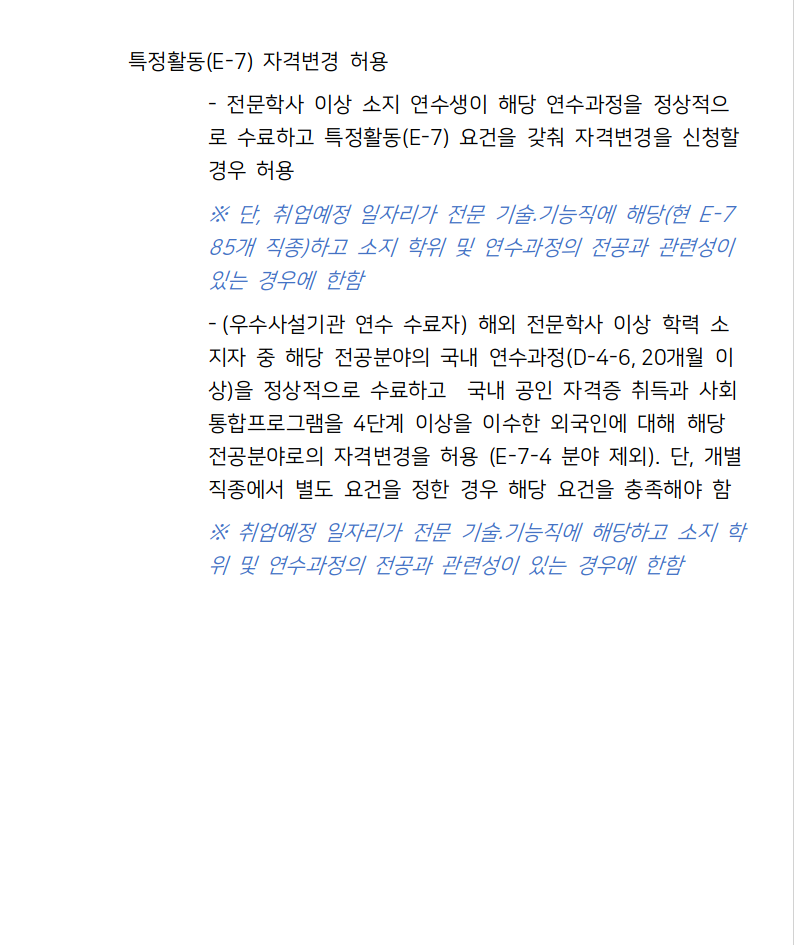 특정활동(E-7) 자격변경 허용
- 전문학사 이상 소지 연수생이 해당 연수과정을 정상적으
로 수료하고 특정활동(E-7) 요건을 갖춰 자격변경을 신청할
경우 허용
※ 단, 취업예정 일자리가 전문 기술.기능직에 해당(현 E-7
85개 직종)하고 소지 학위 및 연수과정의 전공과 관련성이
있는 경우에 한함
- (우수사설기관 연수 수료자) 해외 전문학사 이상 학력 소
지자 중 해당 전공분야의 국내 연수과정(D-4-6, 20개월 이
상)을 정상적으로 수료하고 국내 공인 자격증 취득과 사회
통합프로그램을 4단계 이상을 이수한 외국인에 대해 해당
전공분야로의 자격변경을 허용 (E-7-4 분야 제외). 단, 개별
직종에서 별도 요건을 정한 경우 해당 요건을 충족해야 함
※ 취업예정 일자리가 전문 기술.기능직에 해당하고 소지 학
위 및 연수과정의 전공과 관련성이 있는 경우에 한함